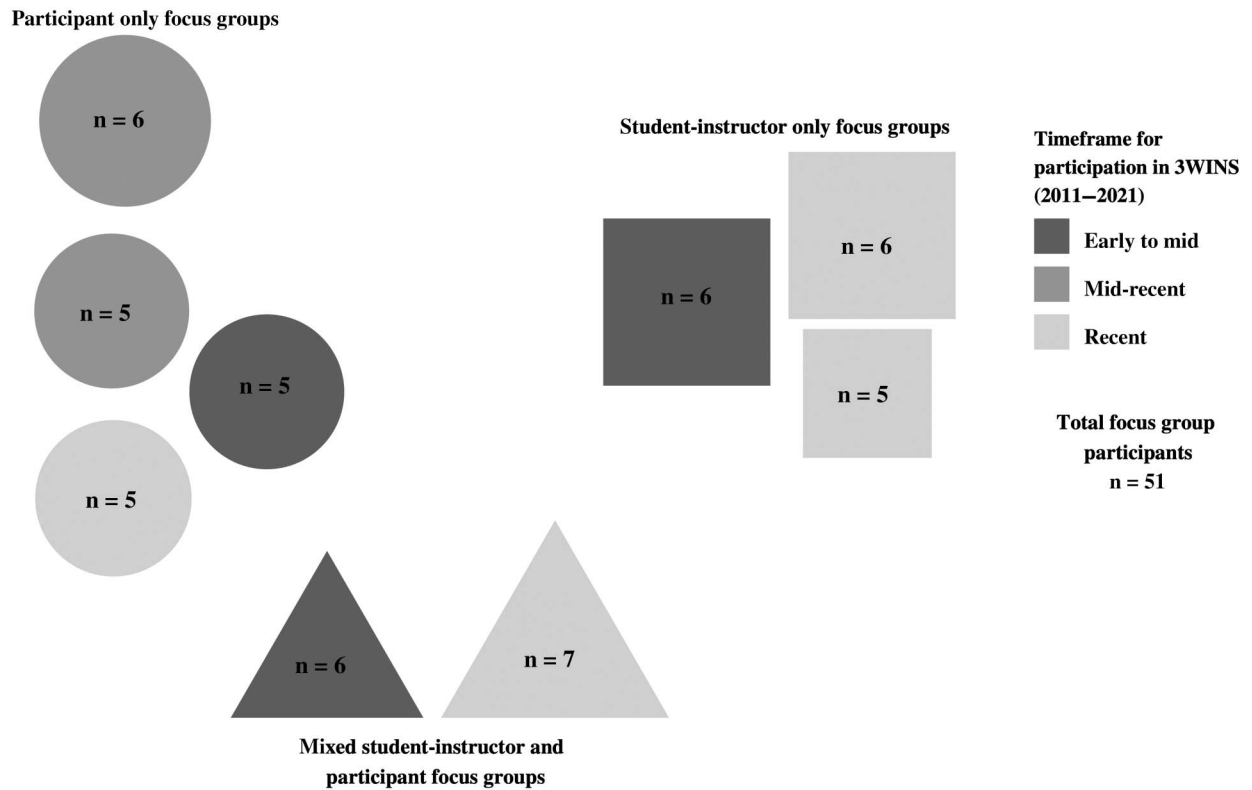 Participant only focus groups
n = 6
n = 5
n = 5
n = 5
Student-instructor only focus groups
n = 6
n = 6
n = 5
Timeframe for
participation in 3WINS
(2011–2021)
Early to mid
Mid-recent
Recent
Total focus group
participants
n = 51
n = 6
n = 7
Mixed student-instructor and
participant focus groups